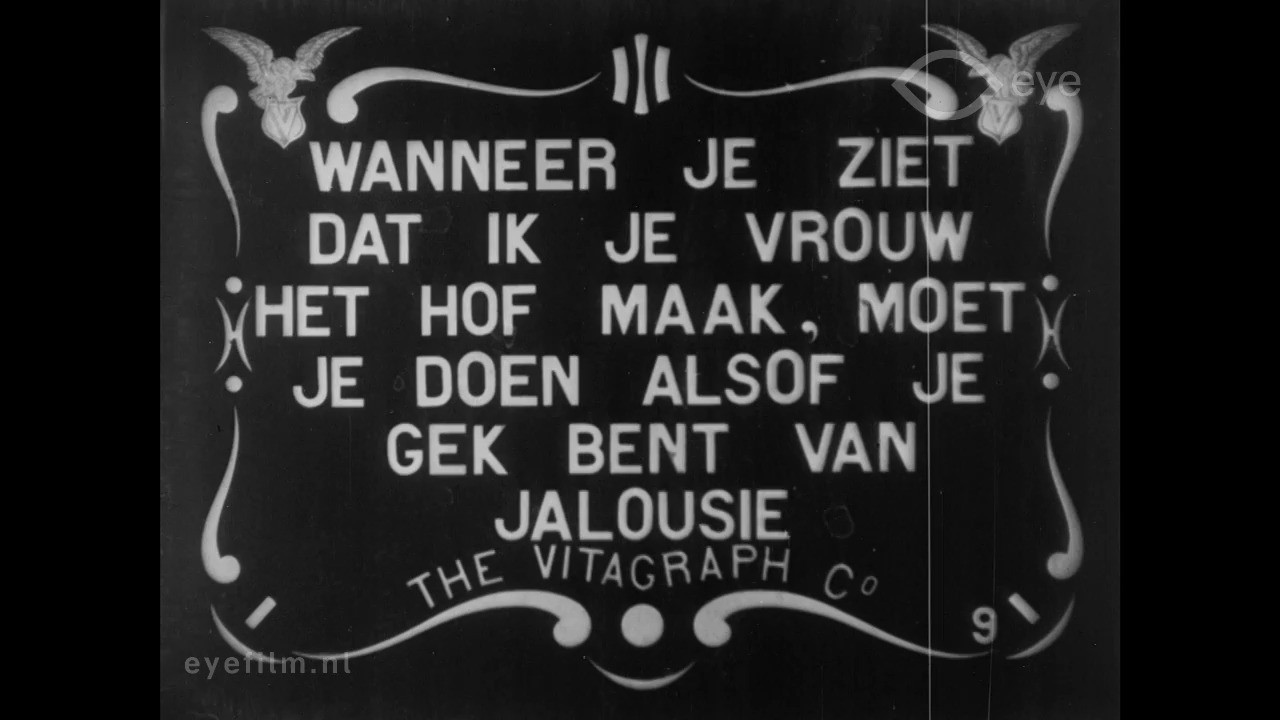 eye
WANNEER JE ZIET
DAT IK JE VROUW
HET HOF MAAK, MOET
JE DOEN ALSOF JE
GEK BENT VAN
JALOUSIE
THE VITAGRAPH Co
9
eyefilm.nl
V
V